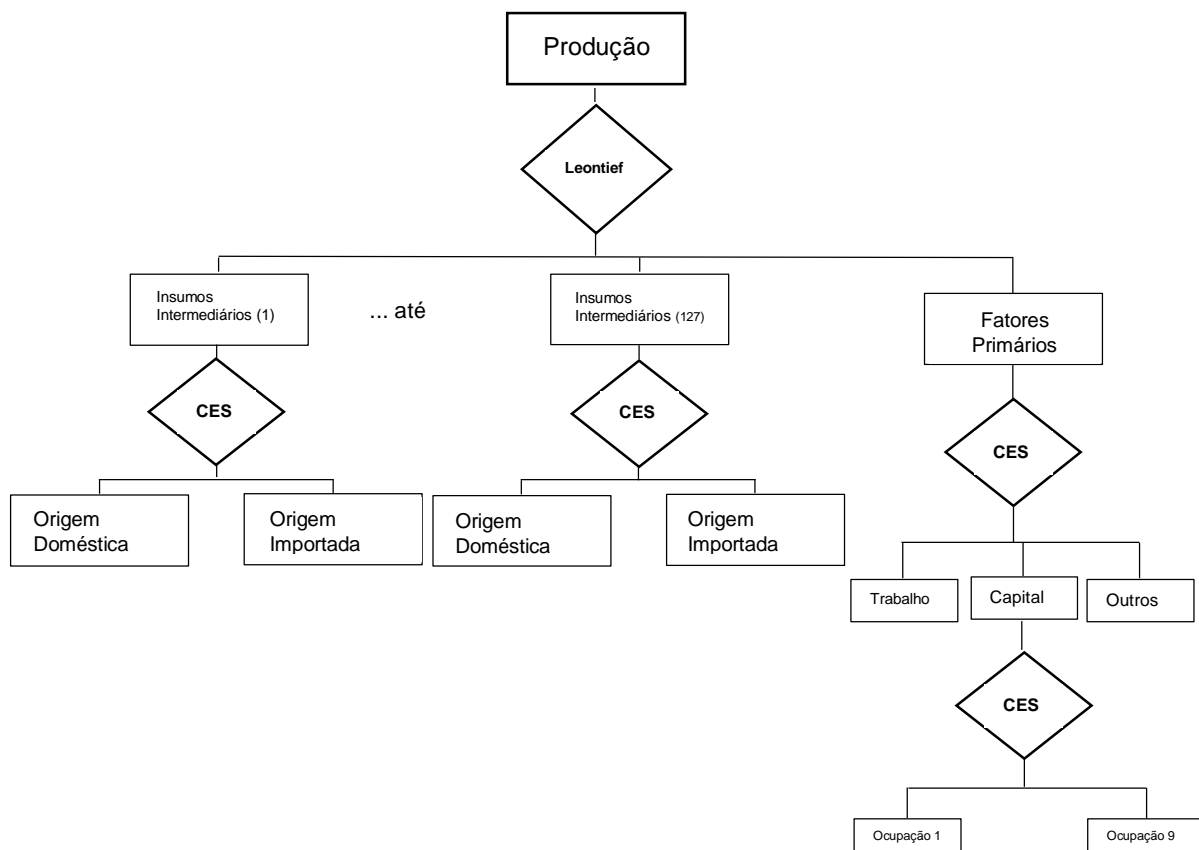 Produção
Leontief
Insumos
Intermediários (1)
... até
Insumos
Intermediários (127)
Fatores
Primários
CES
CES
CES
Origem
Doméstica
Origem
Importada
Origem
Doméstica
Origem
Importada
Trabalho
Capital
Outros
CES
Ocupação 1
Ocupação 9